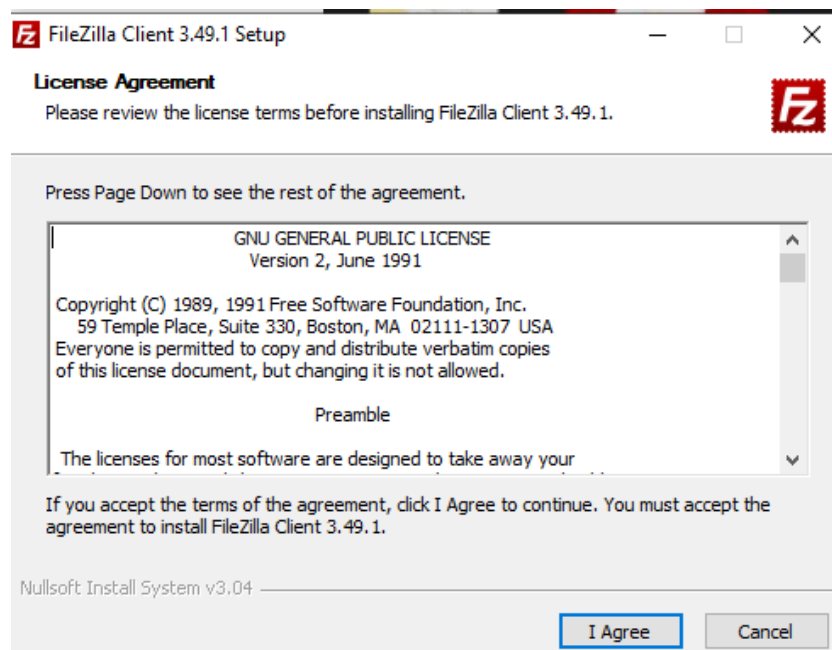 FileZilla Client 3.49.1 Setup
License Agreement
Please review the license terms before installing FileZilla Client 3.49.1.
Press Page Down to see the rest of the agreement.
GNU GENERAL PUBLIC LICENSE
Version 2, June 1991
Copyright (C) 1989, 1991 Free Software Foundation, Inc.
59 Temple Place, Suite 330, Boston, MA 02111-1307 USA
Everyone is permitted to copy and distribute verbatim copies
of this license document, but changing it is not allowed.
Preamble
The licenses for most software are designed to take away your
If you accept the terms of the agreement, click I Agree to continue. You must accept the
agreement to install FileZilla Client 3.49.1.
Nullsoft Install System v3.04
I Agree
Cancel